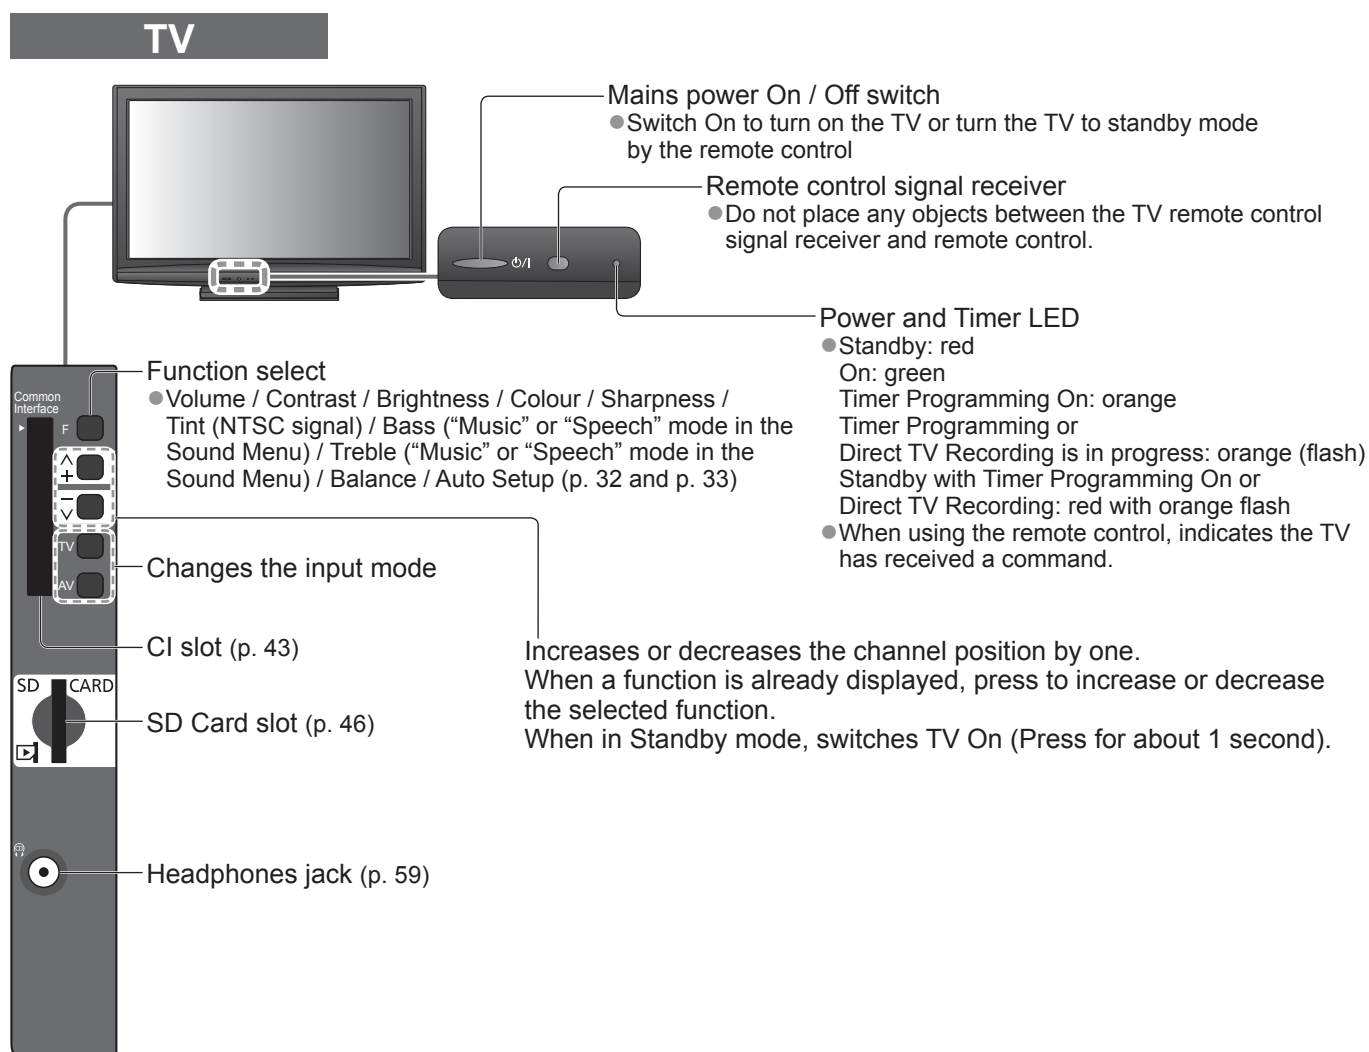 TV
Mains power On / Off switch
●Switch On to turn on the TV or turn the TV to standby mode
by the remote control
Remote control signal receiver
●Do not place any objects between the TV remote control
signal receiver and remote control.
Power and Timer LED
●Standby: red
On: green
Timer Programming On: orange
Timer Programming or
Direct TV Recording is in progress: orange (flash)
Standby with Timer Programming On or
Direct TV Recording: red with orange flash
●When using the remote control, indicates the TV
has received a command.
Function select
●Volume / Contrast / Brightness / Colour / Sharpness /
Tint (NTSC signal) / Bass (“Music” or “Speech” mode in the
Sound Menu) / Treble (“Music” or “Speech” mode in the
Sound Menu) / Balance / Auto Setup (p. 32 and p. 33)
Common
Interface
F
+
−
TV
AV
Changes the input mode
CI slot (p. 43)
Increases or decreases the channel position by one.
When a function is already displayed, press to increase or decrease
the selected function.
When in Standby mode, switches TV On (Press for about 1 second).
SD CARD
SD Card slot (p. 46)
Headphones jack (p. 59)